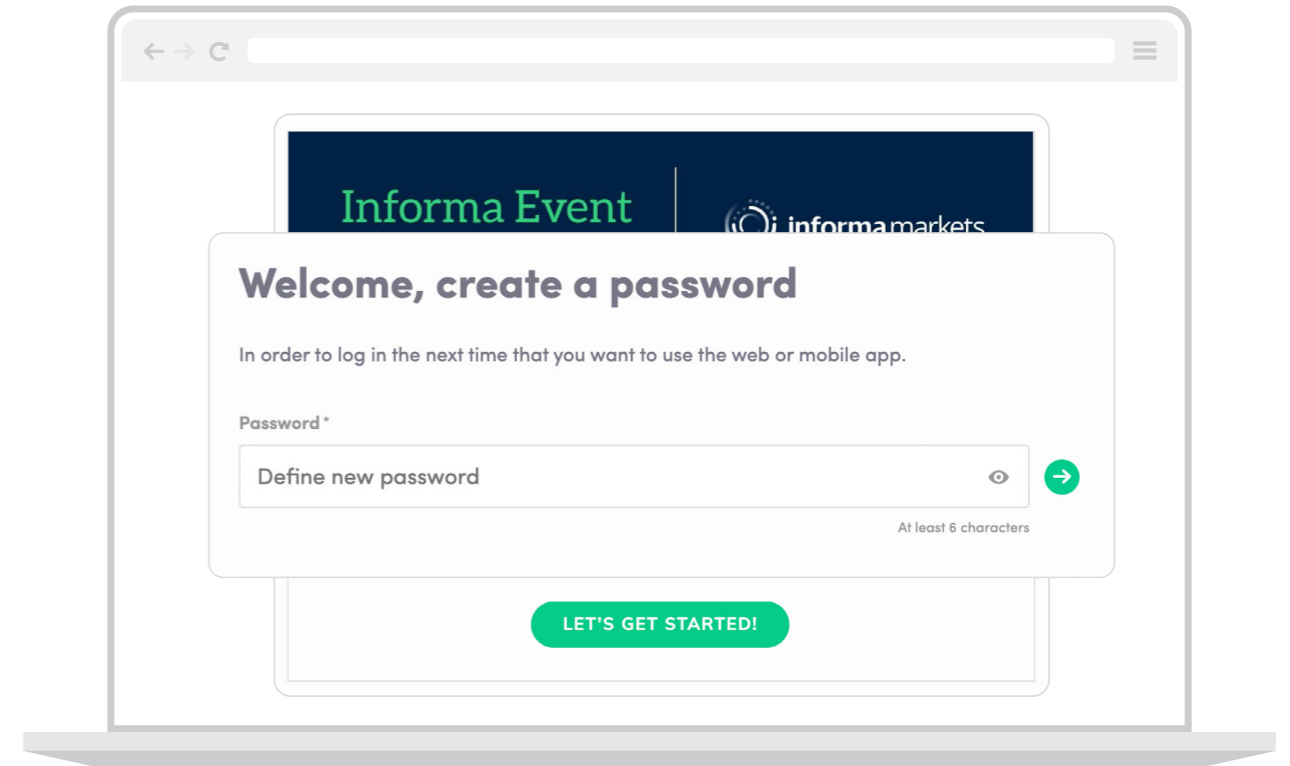 Informa Event
informa markets
Welcome, create a password
In order to log in the next time that you want to use the web or mobile app.
Password *
Define new password
At least 6 characters
LET'S GET STARTED!